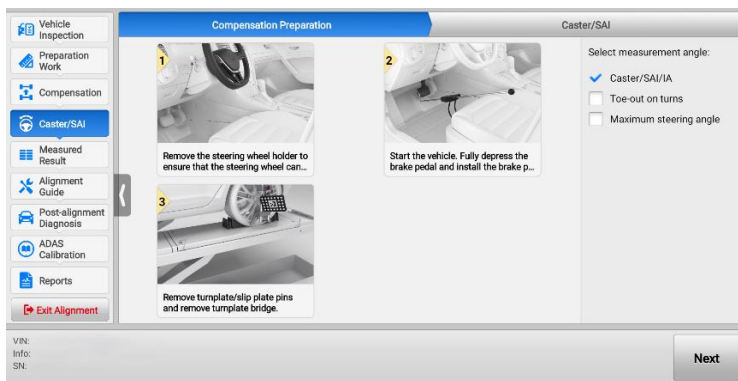 Vehicle
Inspection
Preparation
Work
Compensation
Caster/SAI
Measured
Result
Alignment
Guide
Post-alignment
Diagnosis
ADAS
Calibration
Reports
Exit Alignment
Compensation Preparation
Caster/SAI
1
Remove the steering wheel holder to
ensure that the steering wheel can...
2
Start the vehicle. Fully depress the
brake pedal and install the brake p...
3
Remove turnplate/slip plate pins
and remove turnplate bridge.
Select measurement angle:
Caster/SAI/IA
Toe-out on turns
Maximum steering angle
VIN:
Info:
SN:
Next